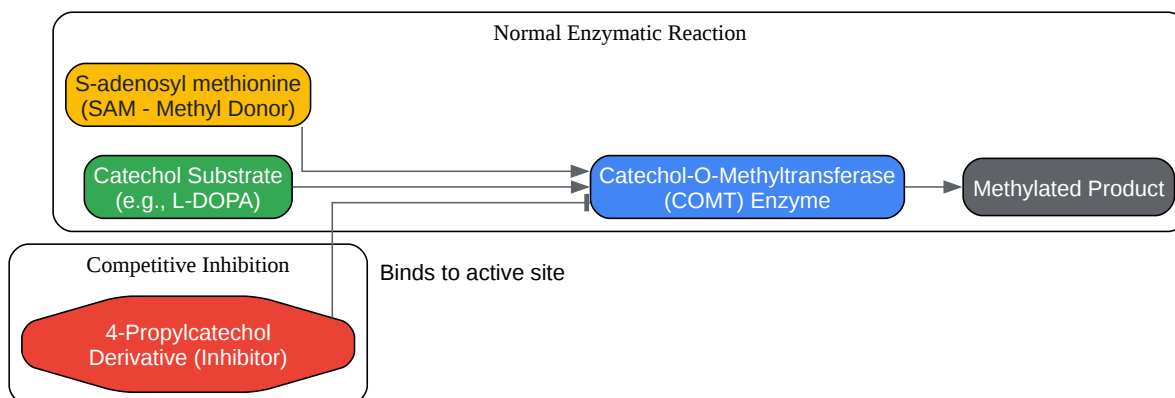 Normal Enzymatic Reaction
S-adenosyl methionine
(SAM - Methyl Donor)
Catechol Substrate
(e.g., L-DOPA)
Catechol-O-Methyltransferase
(COMT) Enzyme
Methylated Product
Competitive Inhibition
Binds to active site
4-Propylcatechol
Derivative (Inhibitor)